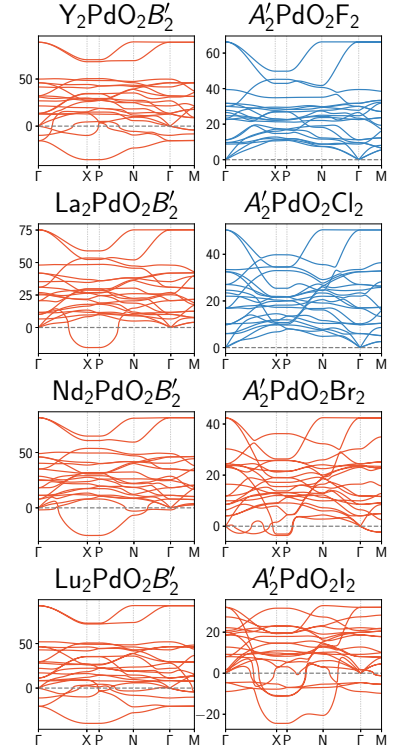 Y₂PdO₂B′₂ A′₂PdO₂F₂
50
0
Γ X P N Γ M
60
40
20
0
Γ X P N Γ M
La₂PdO₂B′₂ A′₂PdO₂Cl₂
75
50
25
0
Γ X P N Γ M
40
20
0
Γ X P N Γ M
Nd₂PdO₂B′₂ A′₂PdO₂Br₂
50
0
Γ X P N Γ M
40
20
0
Γ X P N Γ M
Lu₂PdO₂B′₂ A′₂PdO₂I₂
50
0
Γ X P N Γ M
20
0
−20
Γ X P N Γ M